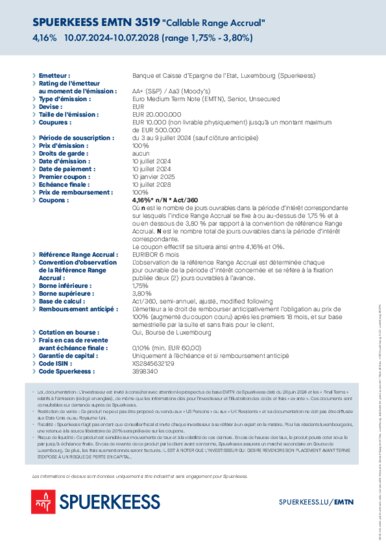 SPUERKEESS EMTN 3519 "Callable Range Accrual"
4,16% 10.07.2024-10.07.2028 (range 1,75% - 3,80%)
Emetteur : Banque et Caisse d'Epargne de l'Etat, Luxembourg (Spuerkeess)
Rating de l'émetteur
au moment de l'émission : AA+ (S&P) / Aa3 (Moody's)
Type d'émission : Euro Medium Term Note (EMTN), Senior, Unsecured
Devise : EUR
Taille de l'émission : EUR 20.000.000
Coupures : EUR 10.000 (non livrable physiquement) jusqu'à un montant maximum
de EUR 500.000
Période de souscription : du 3 au 9 juillet 2024 (sauf clôture anticipée)
Prix d'émission : 100%
Droits de garde : aucun
Date d'émission : 10 juillet 2024
Date de paiement : 10 juillet 2024
Premier coupon : 10 janvier 2025
Echéance finale : 10 juillet 2028
Prix de remboursement : 100%
Coupons : 4,16%* n/N * Act/360
Où n est le nombre de jours ouvrables dans la période d'intérêt correspondante
sur lesquels l'indice Range Accrual se fixe à ou au-dessus de 1,75 % et à ou
en dessous de 3,80 % par rapport à la convention de référence Range
Accrual. N est le nombre total de jours ouvrables dans la période d'intérêt
correspondante.
Le coupon effectif se situera ainsi entre 4,16% et 0%.
Référence Range Accrual : EURIBOR 6 mois
Convention d'observation L'observation de la référence Range Accrual est déterminée chaque
de la Référence Range jour ouvrable de la période d'intérêt concernée et se réfère à la fixation
Accrual : publiée deux (2) jours ouvrables à l'avance.
Borne inférieure : 1,75%
Borne supérieure : 3,80%
Base de calcul : Act/360, semi-annuel, ajusté, modified following
Remboursement anticipé : L'émetteur a le droit de rembourser anticipativement l'obligation au prix de
100% (augmenté du coupon couru) après les premiers 18 mois, et sur base
semestrielle par la suite et sans frais pour le client.
Cotation en bourse : Oui, Bourse de Luxembourg
Frais en cas de revente
avant échéance finale : 0,10% (min. EUR 60,00)
Garantie de capital : Uniquement à l'échéance et si remboursement anticipé
Code ISIN : XS2845632129
Code Spuerkeess : 3898340
Les informations ci-dessus sont données uniquement à titre indicatif et sans engagement pour Spuerkeess.
SPUERKEESS
SPUERKEESS.LU/EMTN